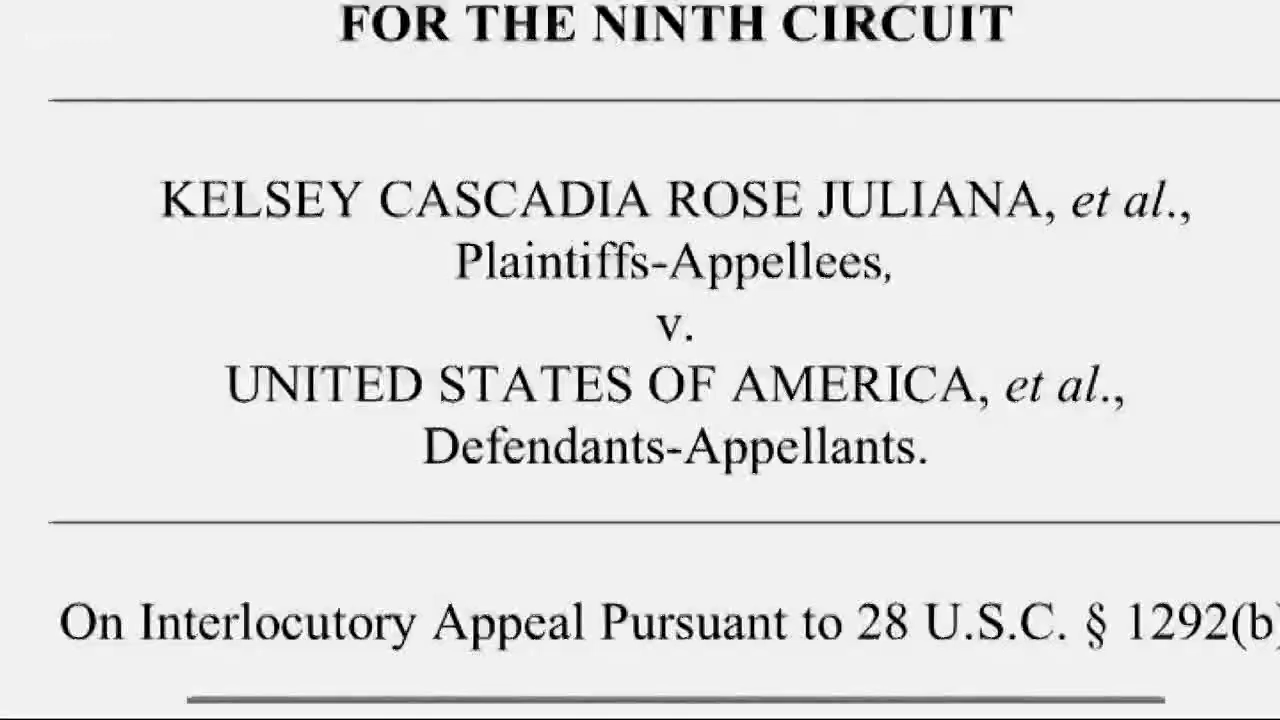 FOR THE NINTH CIRCUIT
KELSEY CASCADIA ROSE JULIANA, et al.,
Plaintiffs-Appellees,
v.
UNITED STATES OF AMERICA, et al.,
Defendants-Appellants.
On Interlocutory Appeal Pursuant to 28 U.S.C. § 1292(b)